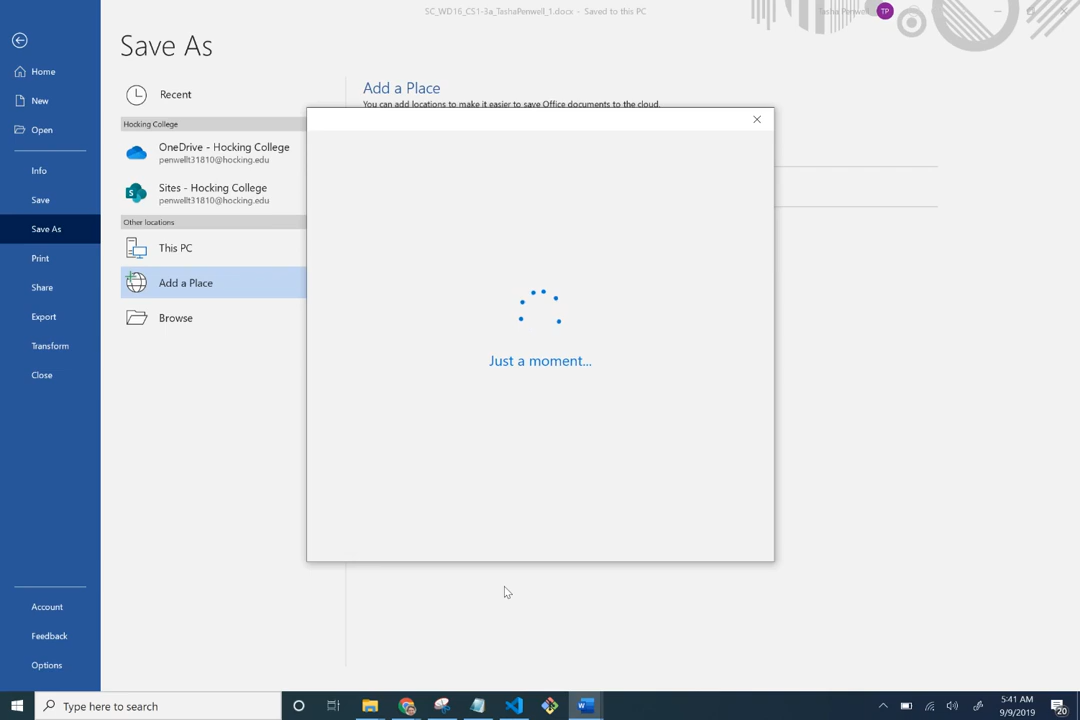 SC_WD16_CS1-3a_TashaPenwell_1.docx - Saved to this PC
Tasha Penwell
TP
Save As
Home
New
Open
Info
Save
Save As
Print
Share
Export
Transform
Close
Account
Feedback
Options
Recent
Hocking College
OneDrive - Hocking College
penwellt31810@hocking.edu
S
Sites - Hocking College
penwellt31810@hocking.edu
Other locations
This PC
Add a Place
Browse
Add a Place
You can add locations to make it easier to save Office documents to the cloud.
Just a moment...
Type here to search
W
5:41 AM
9/9/2019
20